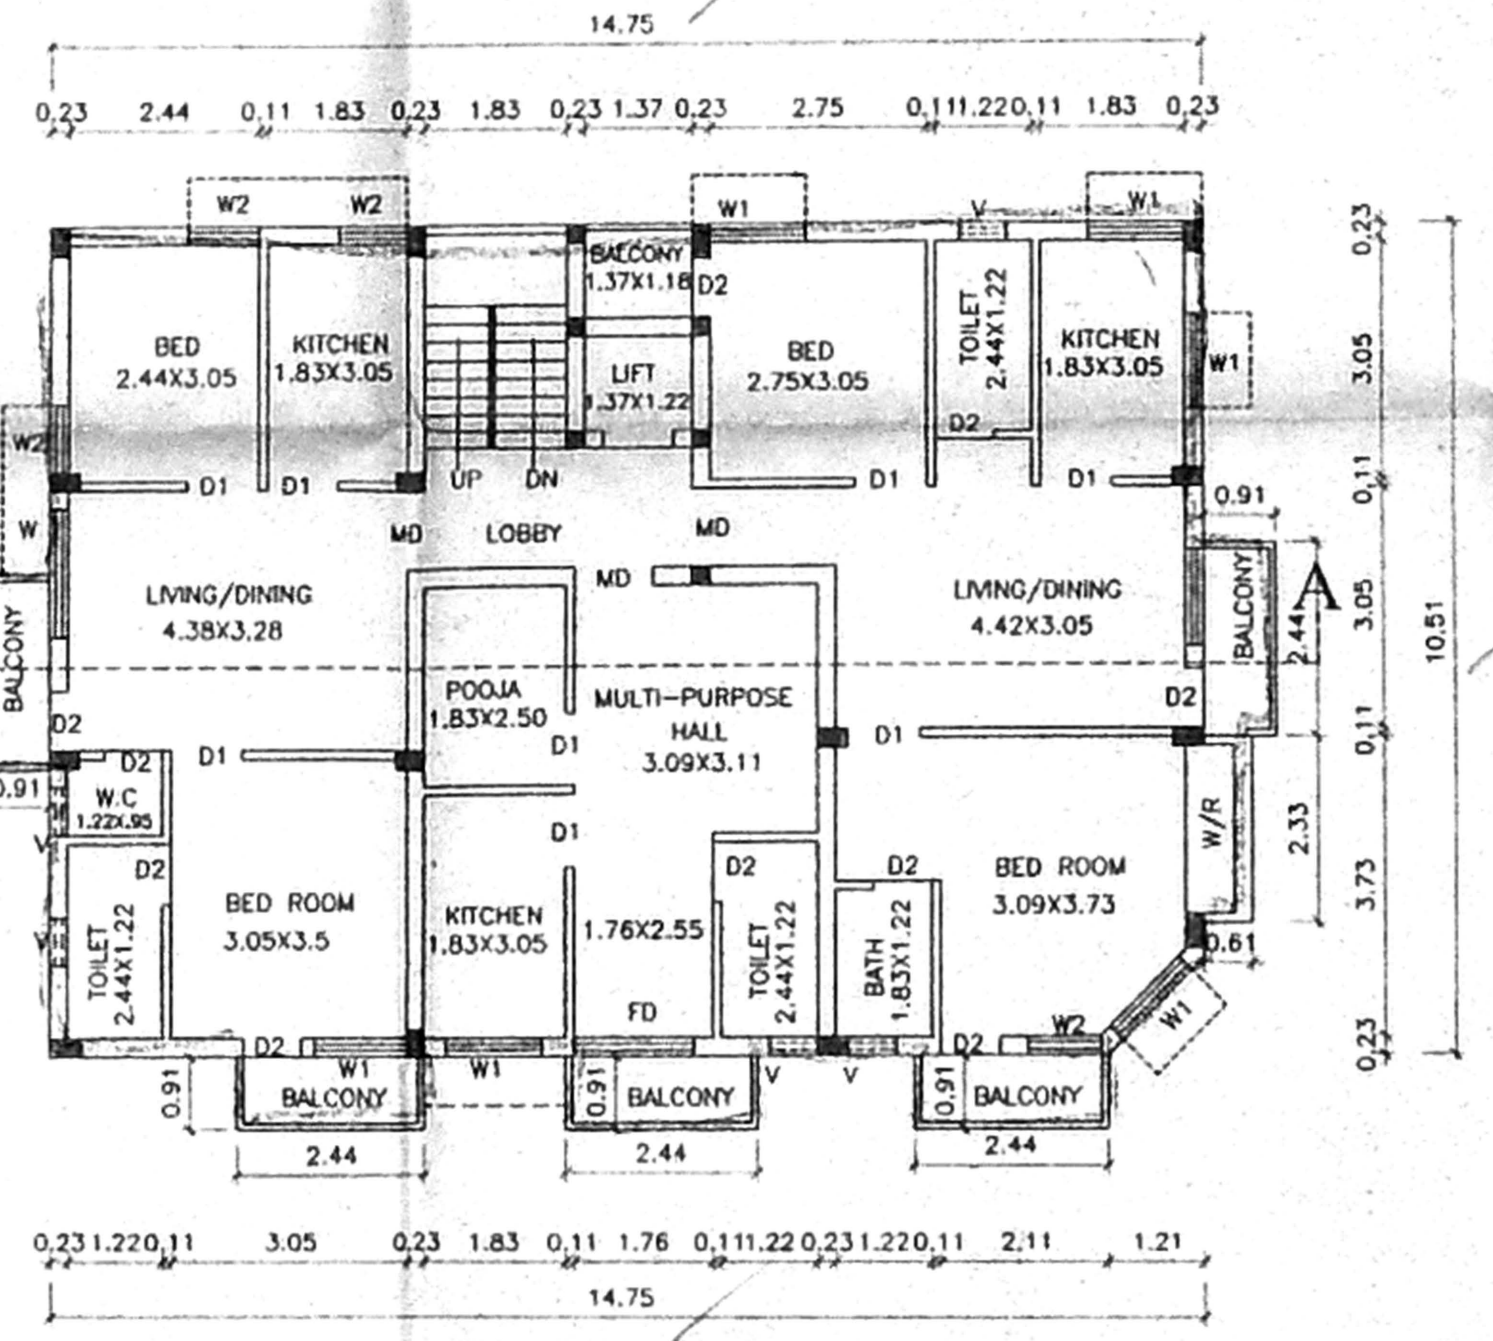 14.75
0.23 2.44 0.11 1.83 0.23 1.83 0.23 1.37 0.23 2.75 0.11 1.22 0.11 1.83 0.23
W2 W2 W1 V W1
BALCONY
1.37X1.18 D2
BED
2.44X3.05
KITCHEN
1.83X3.05
LIFT
1.37X1.22
BED
2.75X3.05
TOILET
2.44X1.22
D2
KITCHEN
1.83X3.05
W1
0.23
3.05
0.11
W2
D1 D1 UP DN D1 D1
0.91
W
MD LOBBY MD
MD
LIVING/DINING
4.38X3.28
LIVING/DINING
4.42X3.05
BALCONY
2.44
A
3.05
10.51
BALCONY
POOJA
1.83X2.50
MULTI-PURPOSE
HALL
3.09X3.11
D2
D2
D1
D1
D1
0.11
D2
W.C
1.22X.95
0.91
V
D1
D2
BED ROOM
3.05X3.5
V
TOILET
2.44X1.22
KITCHEN
1.83X3.05
1.76X2.55
D2
TOILET
2.44X1.22
D2
BATH
1.83X1.22
BED ROOM
3.09X3.73
W/R
2.33
3.73
0.61
FD
W1
D2 W1 W1 V V D2 W2
0.23
0.91 BALCONY 0.91 BALCONY 0.91 BALCONY
2.44 2.44 2.44
0.23 1.22 0.11 3.05 0.23 1.83 0.11 1.76 0.11 1.22 0.23 1.22 0.11 2.11 1.21
14.75